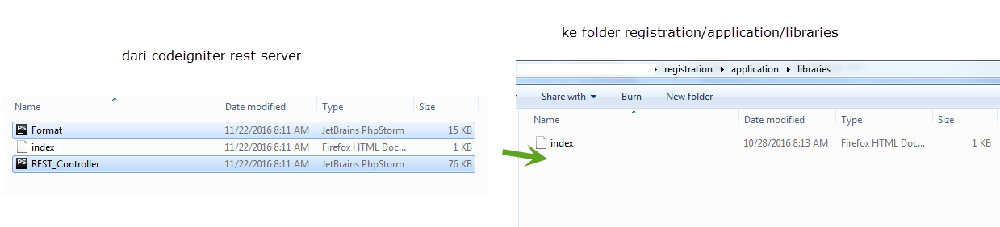 dari codeigniter rest server
Name Date modified Type Size
Format 11/22/2016 8:11 AM JetBrains PhpStorm 15 KB
index 11/22/2016 8:11 AM Firefox HTML Doc... 1 KB
REST_Controller 11/22/2016 8:11 AM JetBrains PhpStorm 76 KB
ke folder registration/application/libraries
registration application libraries
Share with Burn New folder
Name Date modified Type Size
index 10/28/2016 8:13 AM Firefox HTML Doc... 1 KB